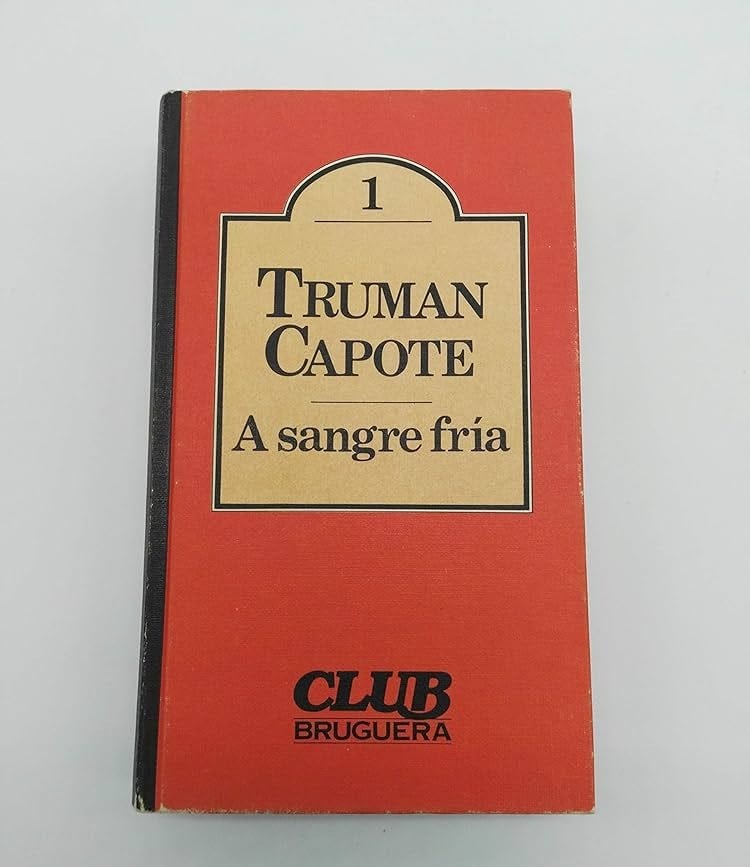 1
TRUMAN
CAPOTE
A sangre fría
CLUB
BRUGUERA